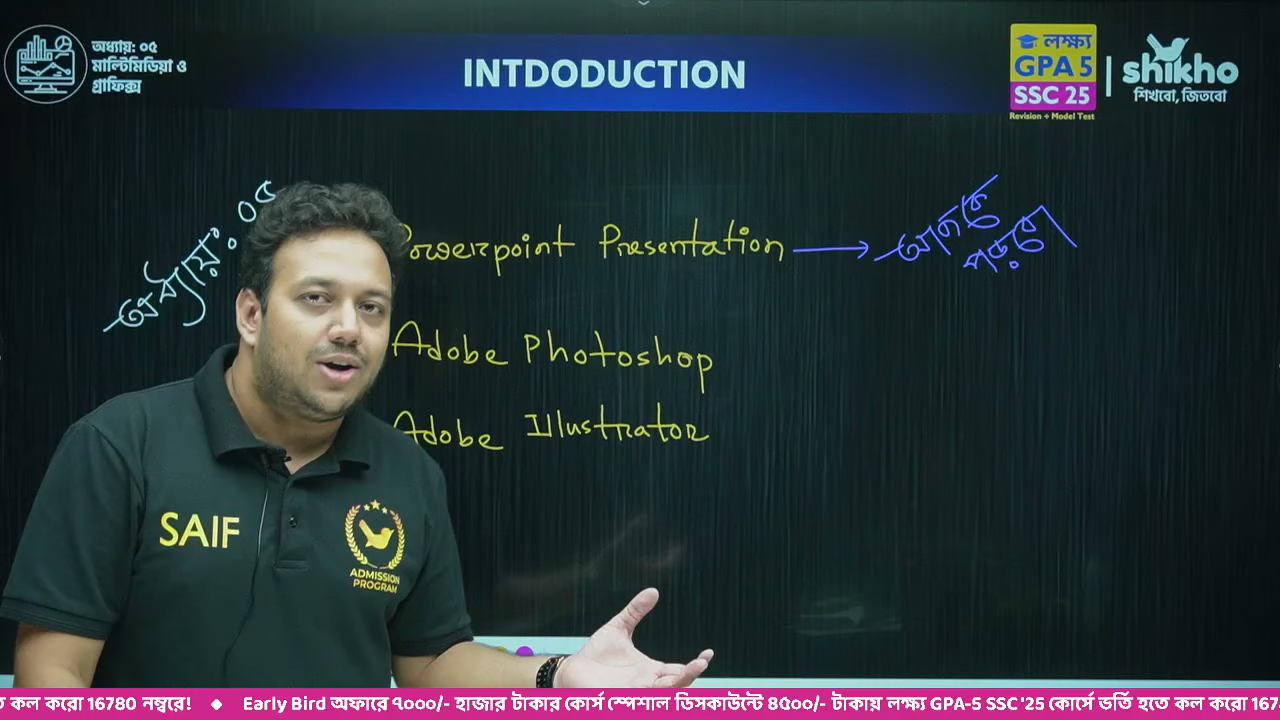 অধ্যায়: ০৫
মাল্টিমিডিয়া ও
গ্রাফিক্স
INTDODUCTION
লক্ষ্য
GPA 5
SSC 25
Revision + Model Test
shikho
শিখবো, জিতবো
অধ্যায়: ০৫
Powerpoint Presentation
Adobe Photoshop
Adobe Illustrator
SAIF
ADMISSION
PROGRAM
ত কল করো 16780 নম্বরে! ◆ Early Bird অফারে ৭০০০/- হাজার টাকার কোর্স স্পেশাল ডিসকাউন্টে ৪৫০০/- টাকায় লক্ষ্য GPA-5 SSC '25 কোর্সে ভর্তি হতে কল করো 167